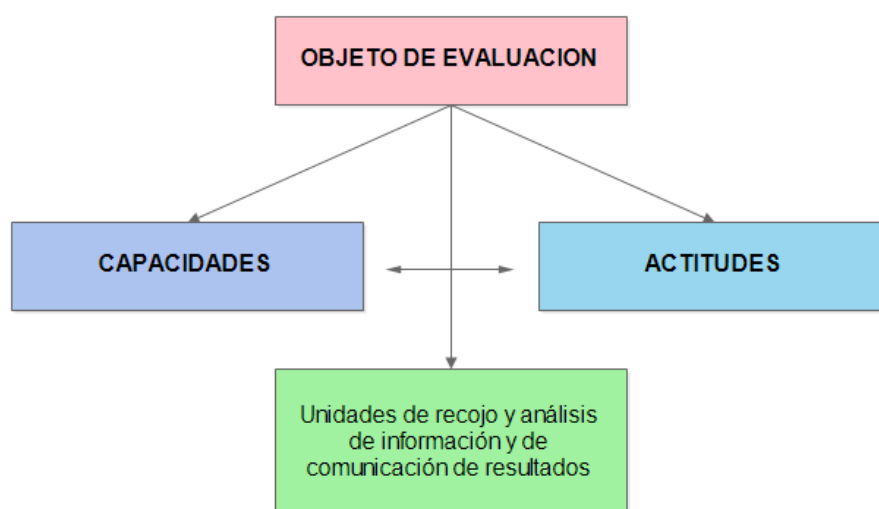 OBJETO DE EVALUACION
CAPACIDADES
ACTITUDES
Unidades de recojo y análisis
de información y de
comunicación de resultados